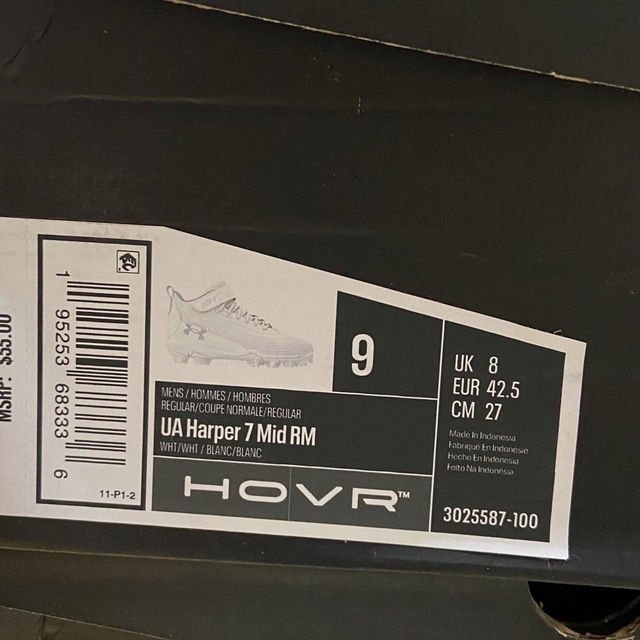 MSRP: $55.00
1 95253 68333 6
11-P1-2
9
MENS / HOMMES / HOMBRES
REGULAR/COUPE NORMALE/REGULAR
UA Harper 7 Mid RM
WHT/WHT / BLANC/BLANC
HOVR™
UK 8
EUR 42.5
CM 27
Made In Indonesia
Fabriqué En Indonésie
Hecho En Indonesia
Feito Na Indonésia
3025587-100